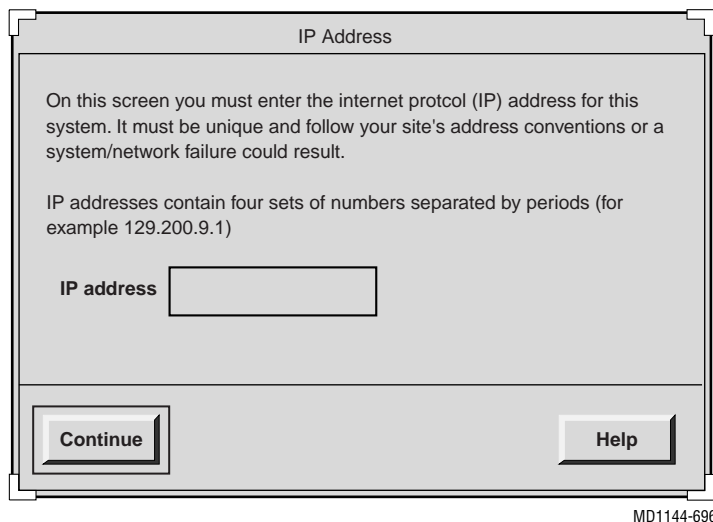 IP Address
On this screen you must enter the internet protcol (IP) address for this
system. It must be unique and follow your site's address conventions or a
system/network failure could result.
IP addresses contain four sets of numbers separated by periods (for
example 129.200.9.1)
IP address
Continue
Help
MD1144-696